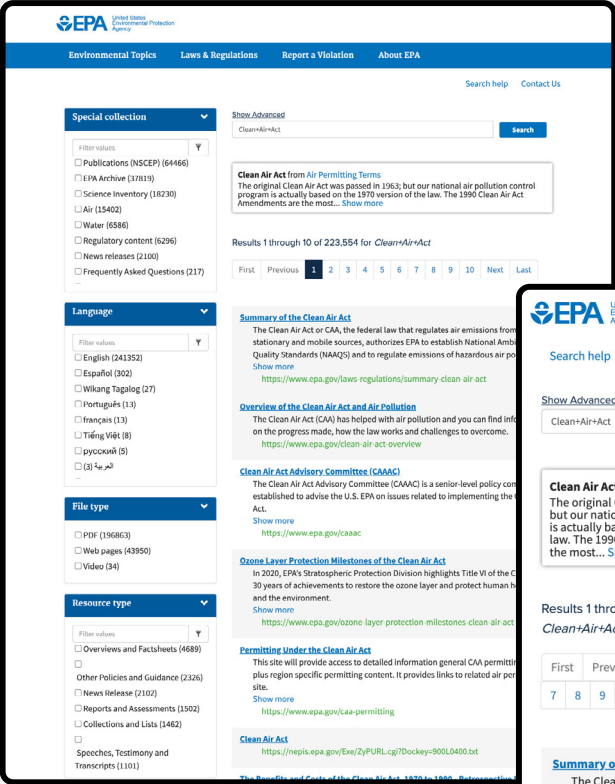 EPA United States
Environmental Protection
Agency
Environmental Topics Laws & Regulations Report a Violation About EPA
Search help Contact Us
Special collection
Filter values
Publications (NSCEP) (64466)
EPA Archive (37819)
Science Inventory (18230)
Air (15402)
Water (6586)
Regulatory content (6296)
News releases (2100)
Frequently Asked Questions (217)
Language
Filter values
English (241352)
Español (302)
Wikang Tagalog (27)
Português (13)
français (13)
Tiếng Việt (8)
русский (5)
العربية (3)
File type
PDF (196863)
Web pages (43950)
Video (34)
Resource type
Filter values
Overviews and Factsheets (4689)
Other Policies and Guidance (2326)
News Release (2102)
Reports and Assessments (1502)
Collections and Lists (1462)
Speeches, Testimony and
Transcripts (1101)
Show Advanced
Clean+Air+Act Search
Clean Air Act from Air Permitting Terms
The original Clean Air Act was passed in 1963; but our national air pollution control
program is actually based on the 1970 version of the law. The 1990 Clean Air Act
Amendments are the most... Show more
Results 1 through 10 of 223,554 for Clean+Air+Act
First Previous 1 2 3 4 5 6 7 8 9 10 Next Last
Summary of the Clean Air Act
The Clean Air Act or CAA, the federal law that regulates air emissions from
stationary and mobile sources, authorizes EPA to establish National Ambi
Quality Standards (NAAQS) and to regulate emissions of hazardous air po
Show more
https://www.epa.gov/laws-regulations/summary-clean-air-act
Overview of the Clean Air Act and Air Pollution
The Clean Air Act (CAA) has helped with air pollution and you can find info
on the progress made, how the law works and challenges to overcome.
https://www.epa.gov/clean-air-act-overview
Clean Air Act Advisory Committee (CAAAC)
The Clean Air Act Advisory Committee (CAAAC) is a senior-level policy com
established to advise the U.S. EPA on issues related to implementing the
Act.
Show more
https://www.epa.gov/caaac
Ozone Layer Protection Milestones of the Clean Air Act
In 2020, EPA's Stratospheric Protection Division highlights Title VI of the C
30 years of achievements to restore the ozone layer and protect human h
and the environment.
Show more
https://www.epa.gov/ozone-layer-protection-milestones-clean-air-act
Permitting Under the Clean Air Act
This site will provide access to detailed information general CAA permittin
plus region specific permitting content. It provides links to related air per
site.
Show more
https://www.epa.gov/caa-permitting
Clean Air Act
https://nepis.epa.gov/Exe/ZyPURL.cgi?Dockey=900L0400.txt
The Benefits and Costs of the Clean Air Act, 1970 to 1990 - Retrospective
EPA
Search help
Show Advanced
Clean+Air+Act
Clean Air Act
The original
but our natio
is actually ba
law. The 1990
the most... S
Results 1 thro
Clean+Air+Ac
First Prev
7 8 9
Summary o
The Clea